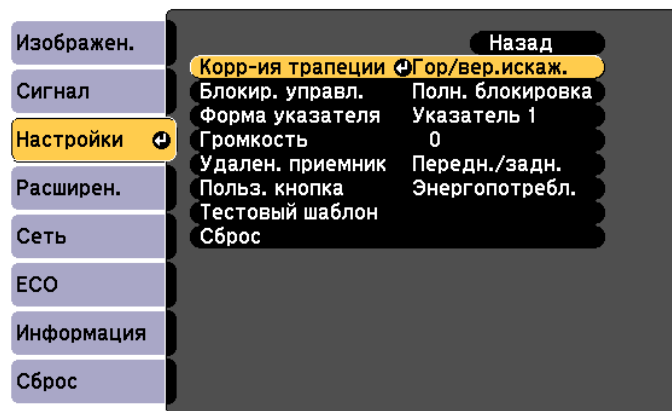 Изображен.
Сигнал
Настройки
Расширен.
Сеть
ECO
Информация
Сброс
Назад
Корр-ия трапеции Гор/вер.искаж.
Блокир. управл. Полн. блокировка
Форма указателя Указатель 1
Громкость 0
Удален. приемник Передн./задн.
Польз. кнопка Энергопотребл.
Тестовый шаблон
Сброс